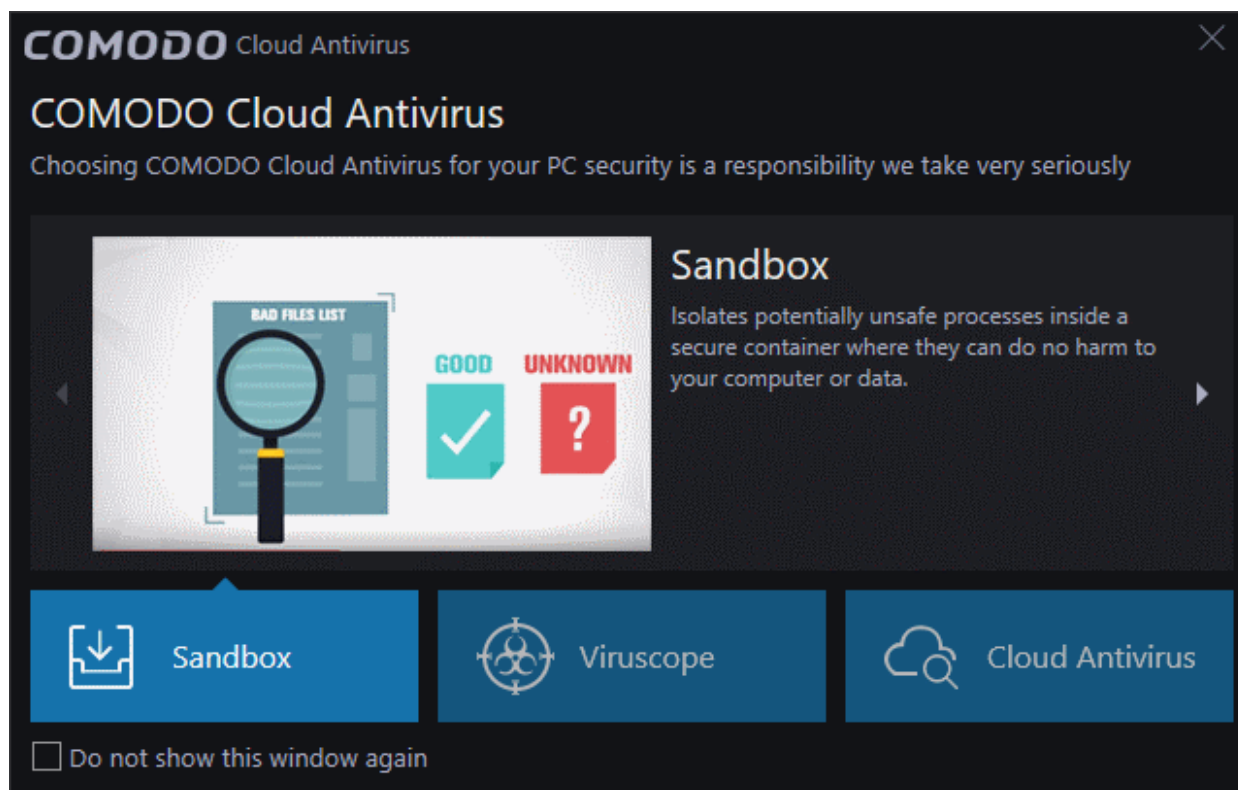 COMODO Cloud Antivirus
COMODO Cloud Antivirus
Choosing COMODO Cloud Antivirus for your PC security is a responsibility we take very seriously
BAD FILES LIST
GOOD UNKNOWN
?
Sandbox
Isolates potentially unsafe processes inside a
secure container where they can do no harm to
your computer or data.
Sandbox
Viruscope
Cloud Antivirus
Do not show this window again